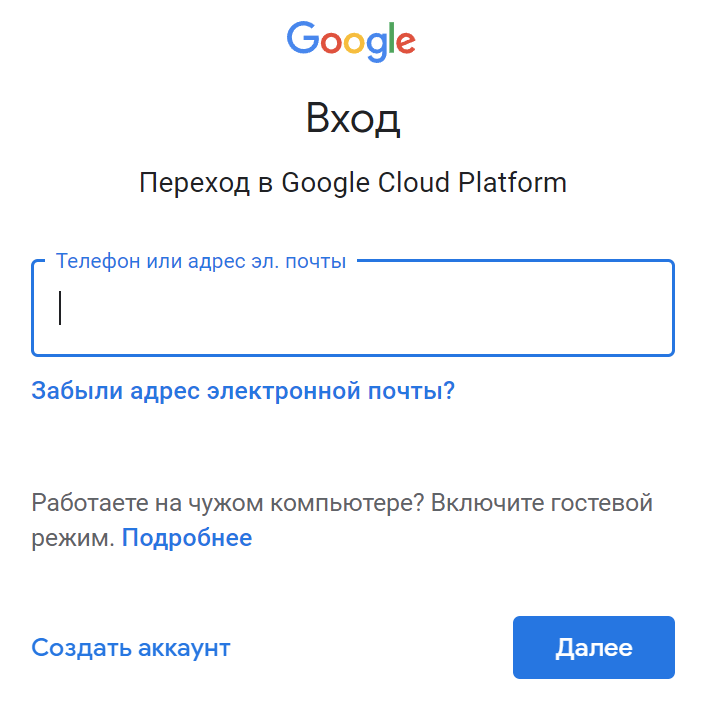 Google
Вход
Переход в Google Cloud Platform
Телефон или адрес эл. почты
Забыли адрес электронной почты?
Работаете на чужом компьютере? Включите гостевой
режим. Подробнее
Создать аккаунт
Далее